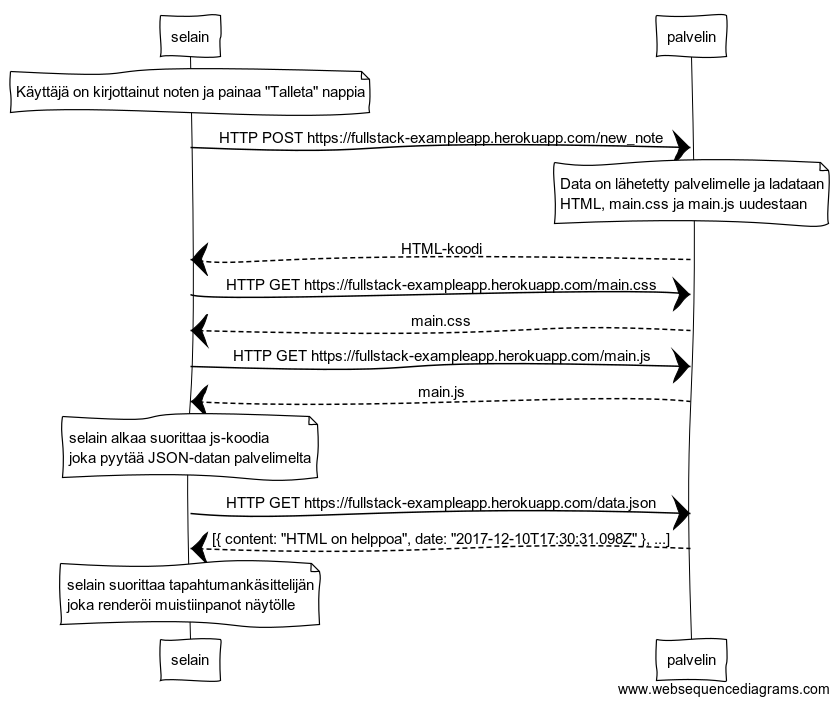 selain
palvelin
Käyttäjä on kirjottainut noten ja painaa "Talleta" nappia
HTTP POST https://fullstack-exampleapp.herokuapp.com/new_note
Data on lähetetty palvelimelle ja ladataan
HTML, main.css ja main.js uudestaan
HTML-koodi
HTTP GET https://fullstack-exampleapp.herokuapp.com/main.css
main.css
HTTP GET https://fullstack-exampleapp.herokuapp.com/main.js
main.js
selain alkaa suorittaa js-koodia
joka pyytää JSON-datan palvelimelta
HTTP GET https://fullstack-exampleapp.herokuapp.com/data.json
[{ content: "HTML on helppoa", date: "2017-12-10T17:30:31.098Z" }, ...]
selain suorittaa tapahtumankäsittelijän
joka renderöi muistiinpanot näytölle
selain
palvelin
www.websequencediagrams.com